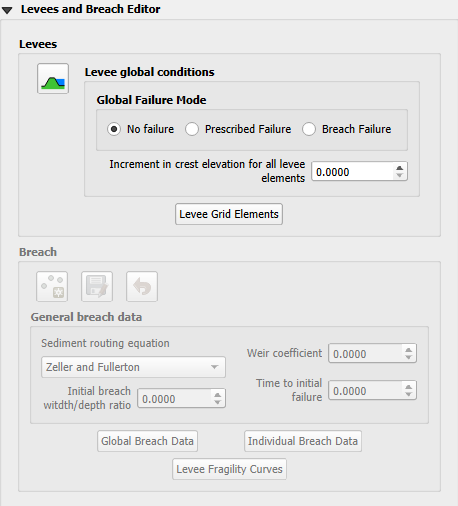 Levees and Breach Editor
Levees
Levee global conditions
Global Failure Mode
No failure
Prescribed Failure
Breach Failure
Increment in crest elevation for all levee
elements
0.0000
Levee Grid Elements
Breach
General breach data
Sediment routing equation
Zeller and Fullerton
Weir coefficient
0.0000
Initial breach
witdth/depth ratio
0.0000
Time to initial
failure
0.0000
Global Breach Data
Individual Breach Data
Levee Fragility Curves